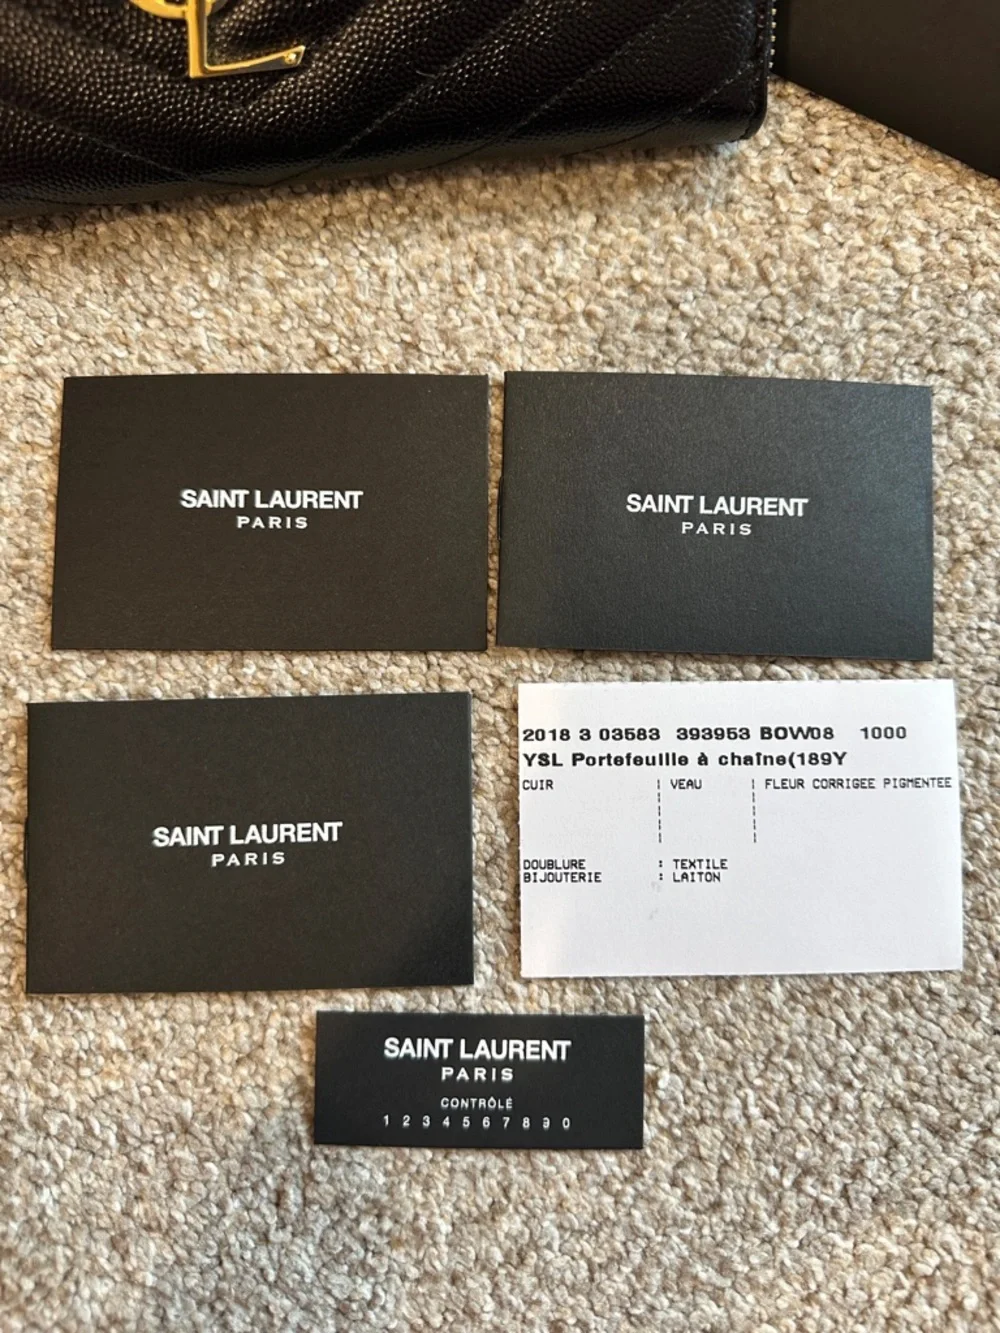 SAINT LAURENT
PARIS
SAINT LAURENT
PARIS
SAINT LAURENT
PARIS
2018 3 03583 393953 BOW08 1000
YSL Portefeuille à chaîne(189Y
CUIR | VEAU | FLEUR CORRIGEE PIGMENTEE
DOUBLURE : TEXTILE
BIJOUTERIE : LAITON
SAINT LAURENT
PARIS
CONTRÔLÉ
1 2 3 4 5 6 7 8 9 0